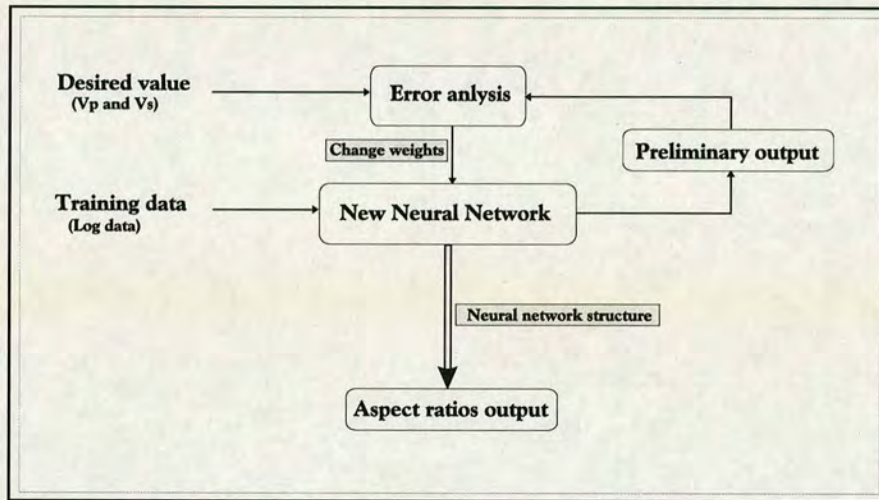 Desired value
(Vp and Vs)
Error anlysis
Change weights
Preliminary output
Training data
(Log data)
New Neural Network
Neural network structure
Aspect ratios output